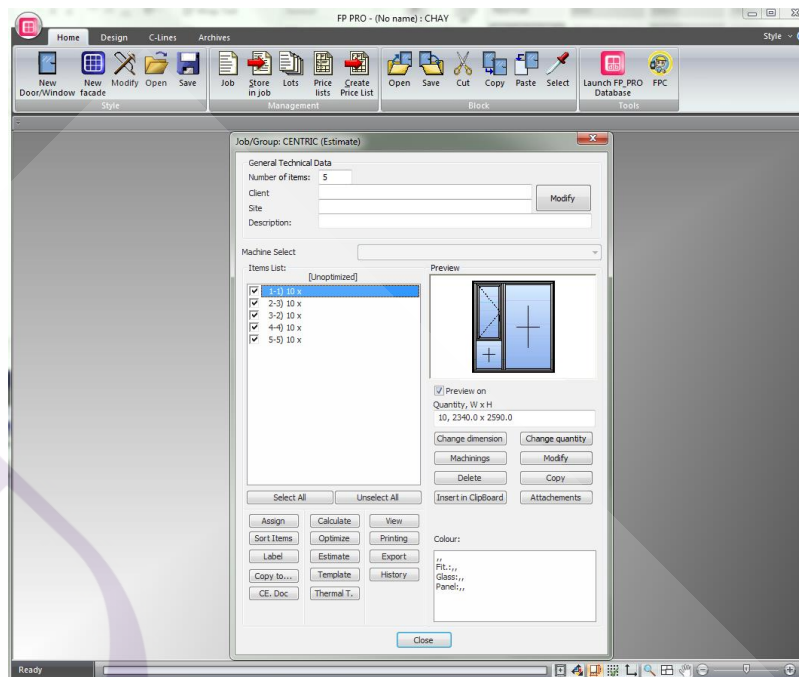 FP PRO - (No name) : CHAY
Home Design C-Lines Archives Style
New Door/Window
New facade
Modify
Open
Save
Style
Job
Store in job
Lots
Price lists
Create Price List
Management
Open
Save
Cut
Copy
Paste
Select
Block
Launch FP_PRO Database
FPC
Tools
Job/Group: CENTRIC (Estimate)
General Technical Data
Number of items: 5
Client
Site
Modify
Description:
Machine Select
Items List:
[Unoptimized]
1-1) 10 x
2-3) 10 x
3-2) 10 x
4-4) 10 x
5-5) 10 x
Preview
Preview on
Quantity, W x H
10, 2340.0 x 2590.0
Change dimension Change quantity
Machinings Modify
Delete Copy
Insert in ClipBoard Attachements
Select All Unselect All
Assign Calculate View
Sort Items Optimize Printing
Label Estimate Export
Copy to... Template History
CE. Doc Thermal T.
Colour:
,,
Fit.:,,
Glass:,,
Panel:,,
Close
Ready